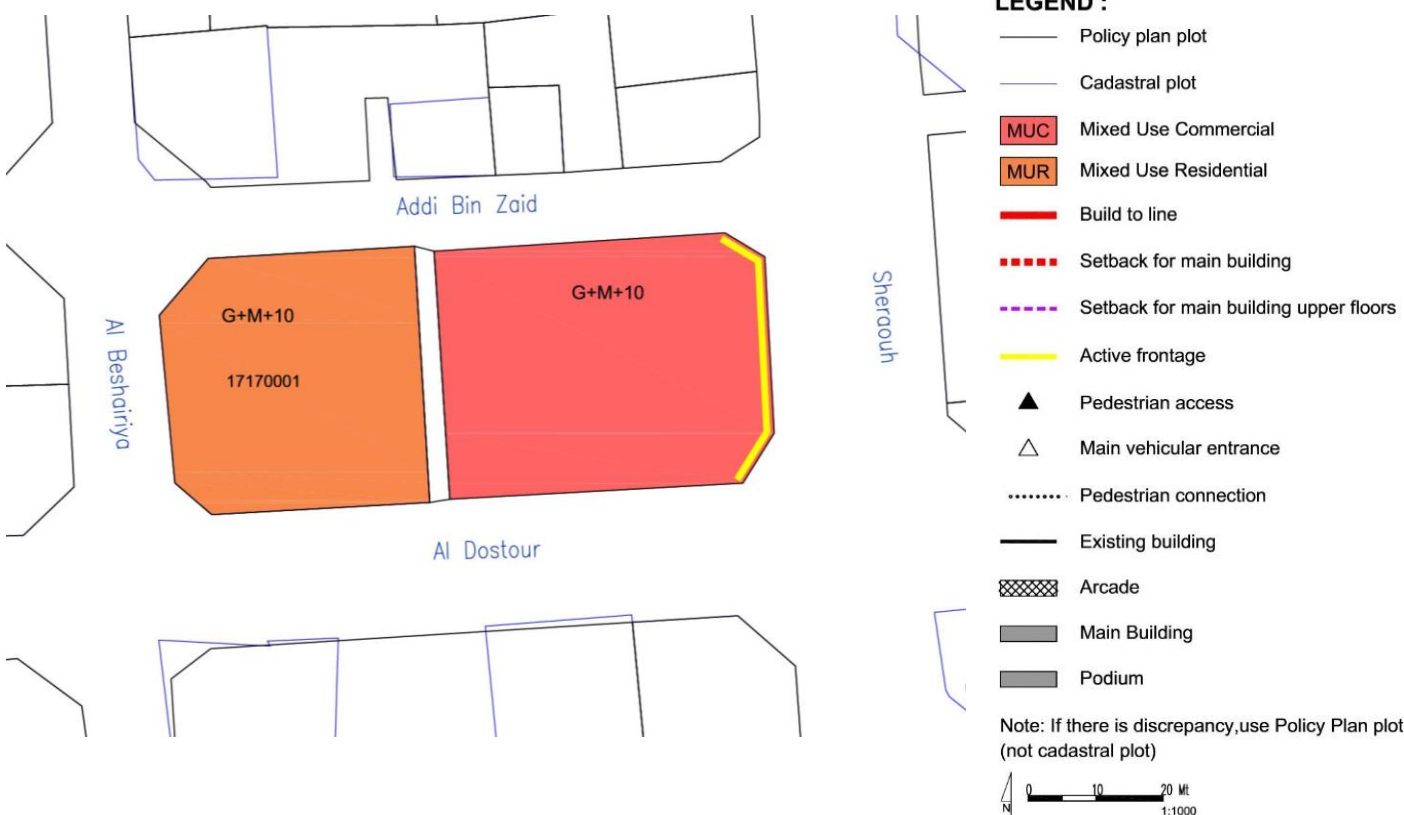 Addi Bin Zaid
G+M+10
G+M+10
17170001
Al Beshairiya
Sheraouh
Al Dostour
LEGEND :
Policy plan plot
Cadastral plot
MUC Mixed Use Commercial
MUR Mixed Use Residential
Build to line
Setback for main building
Setback for main building upper floors
Active frontage
Pedestrian access
Main vehicular entrance
Pedestrian connection
Existing building
Arcade
Main Building
Podium
Note: If there is discrepancy,use Policy Plan plot
(not cadastral plot)
N 0 10 20 Mt
1:1000